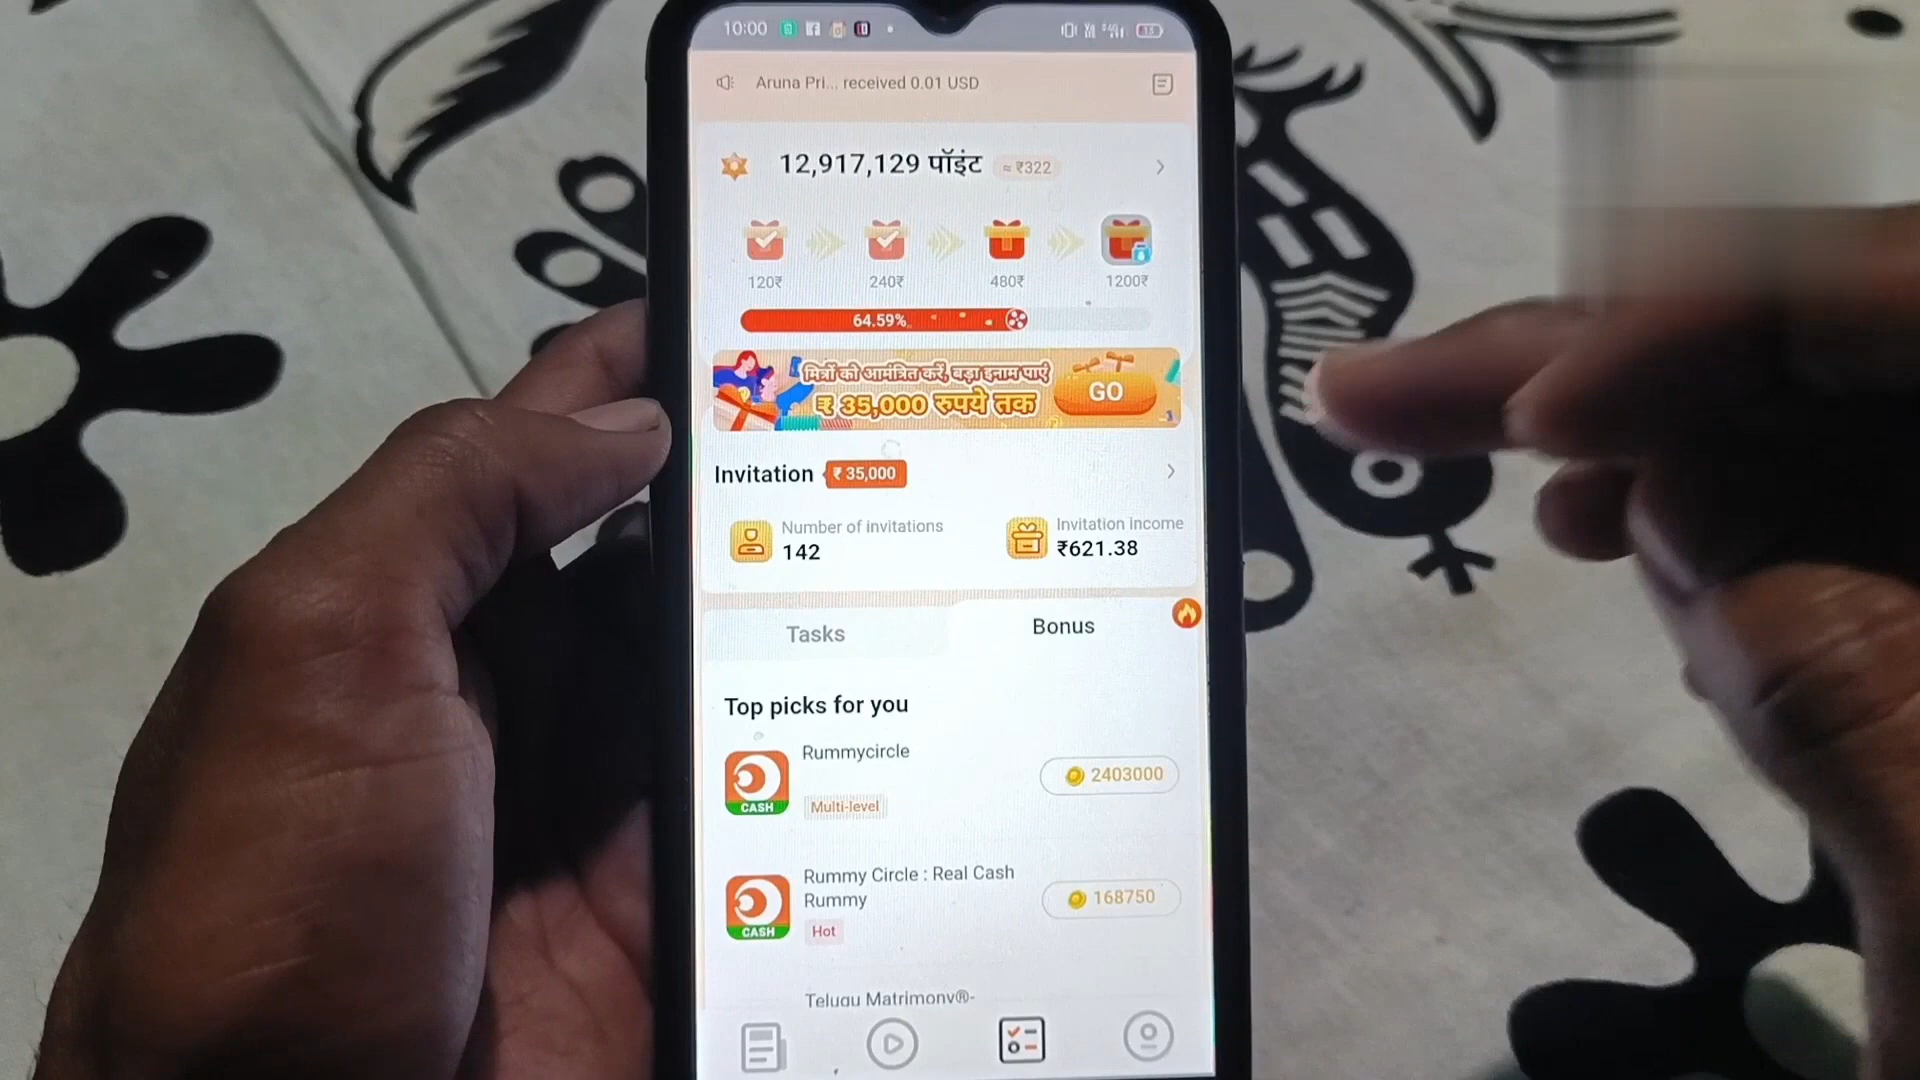 10:00
Aruna Pri... received 0.01 USD
12,917,129 पॉइंट ≈ ₹322
120₹ 240₹ 480₹ 1200₹
64.59%
मित्रों को आमंत्रित करें, बड़ा इनाम पाएं
₹ 35,000 रुपये तक
GO
Invitation ₹ 35,000
Number of invitations
142
Invitation income
₹621.38
Tasks
Bonus
Top picks for you
Rummycircle
CASH
Multi-level
2403000
Rummy Circle : Real Cash
Rummy
CASH
Hot
168750
Telugu Matrimony®-